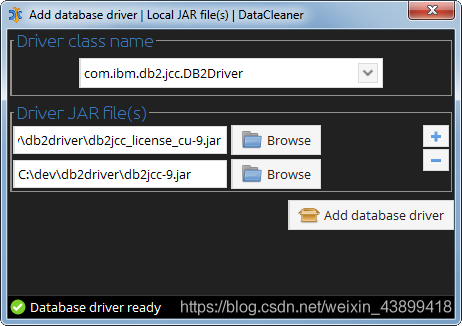 Add database driver | Local JAR file(s) | DataCleaner
Driver class name
com.ibm.db2.jcc.DB2Driver
Driver JAR file(s)
\db2driver\db2jcc_license_cu-9.jar Browse
C:\dev\db2driver\db2jcc-9.jar Browse
Add database driver
Database driver ready https://blog.csdn.net/weixin_43899418